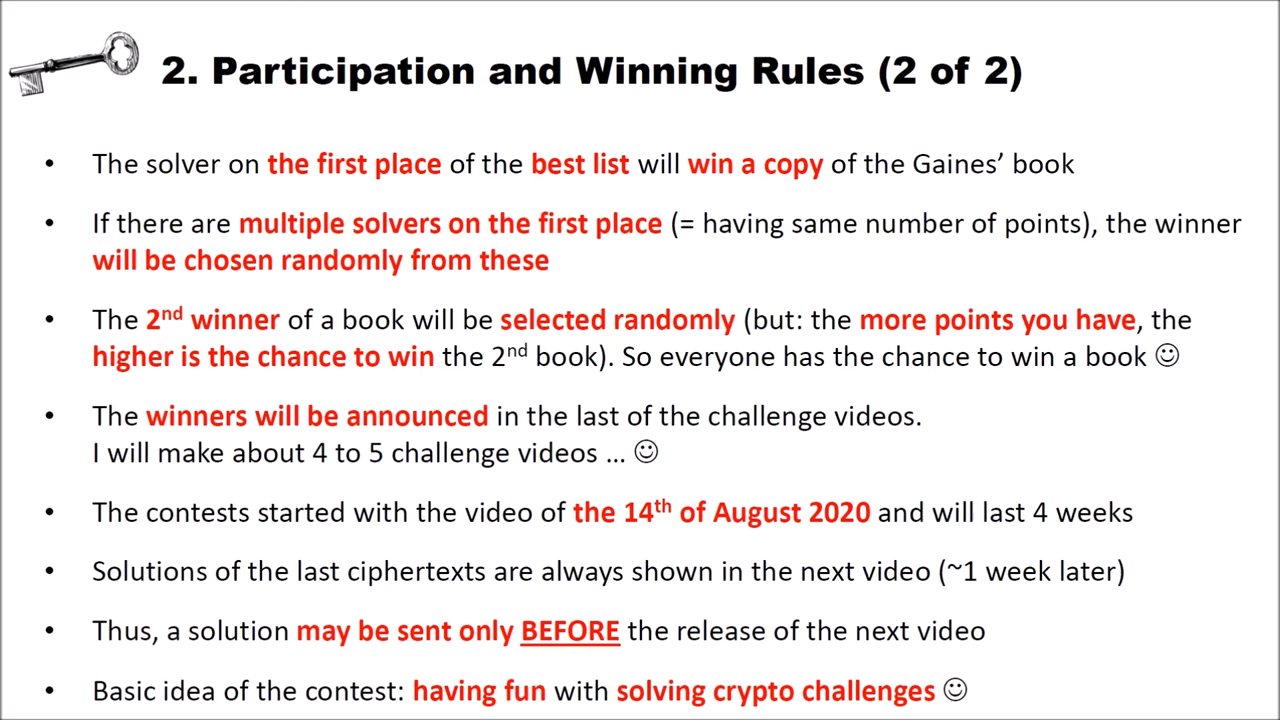 2. Participation and Winning Rules (2 of 2)
• The solver on the first place of the best list will win a copy of the Gaines’ book
• If there are multiple solvers on the first place (= having same number of points), the winner
will be chosen randomly from these
• The 2nd winner of a book will be selected randomly (but: the more points you have, the
higher is the chance to win the 2nd book). So everyone has the chance to win a book ☺
• The winners will be announced in the last of the challenge videos.
I will make about 4 to 5 challenge videos … ☺
• The contests started with the video of the 14th of August 2020 and will last 4 weeks
• Solutions of the last ciphertexts are always shown in the next video (~1 week later)
• Thus, a solution may be sent only BEFORE the release of the next video
• Basic idea of the contest: having fun with solving crypto challenges ☺